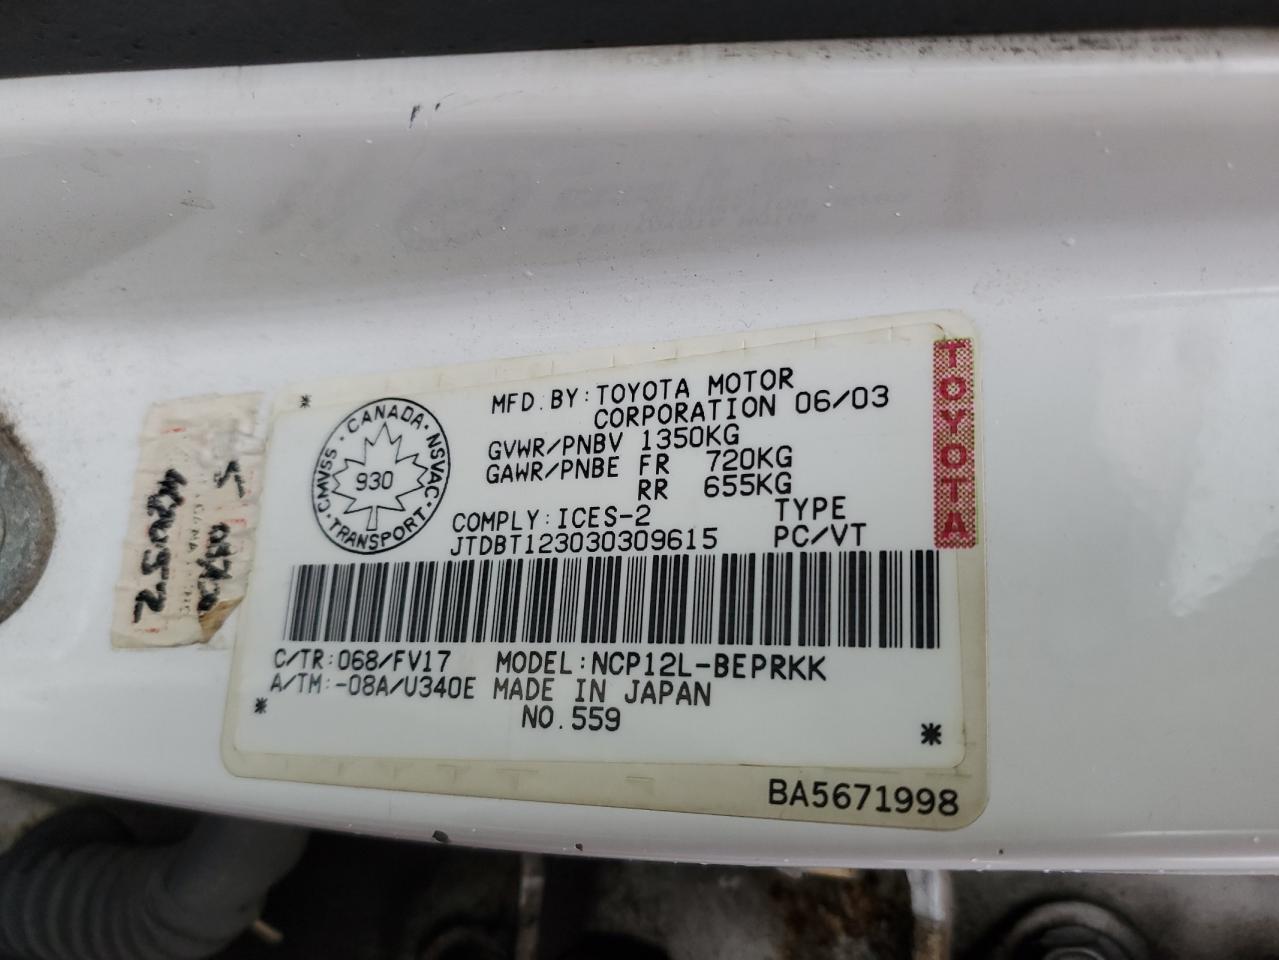 MFD. BY: TOYOTA MOTOR
CORPORATION 06/03
GVWR/PNBV 1350KG
GAWR/PNBE FR 720KG
RR 655KG
COMPLY: ICES-2 TYPE
JTDBT123030309615 PC/VT
CANADA · NSVAC · TRANSPORT · CMVSS ·
930
TOYOTA
C/TR: 068/FV17 MODEL: NCP12L-BEPRKK
A/TM: -08A/U340E MADE IN JAPAN
NO. 559
BA5671998